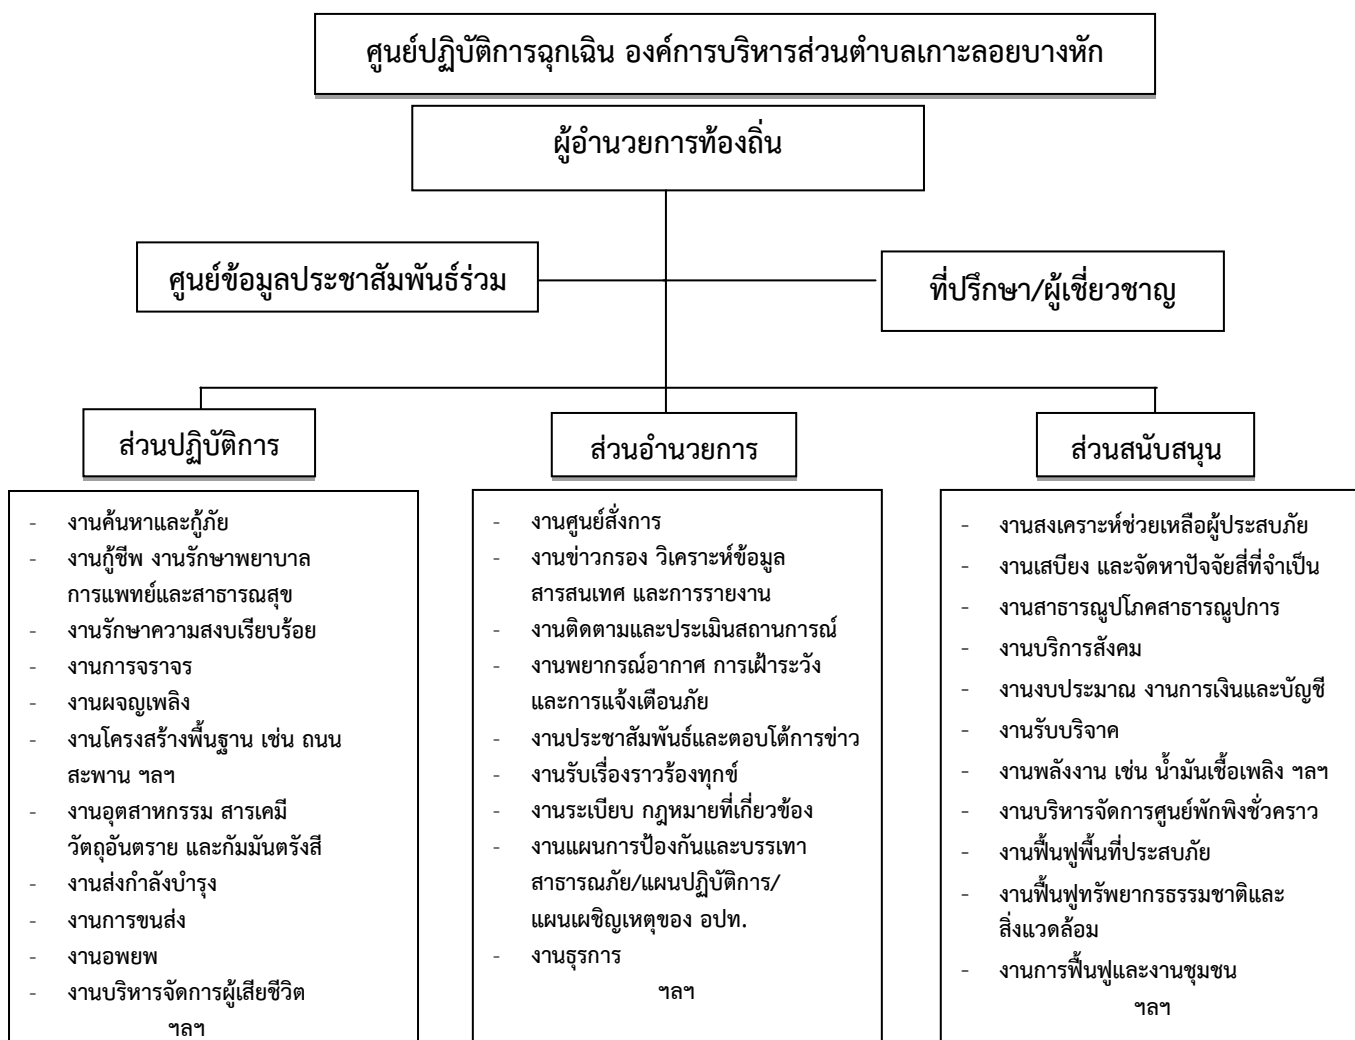 ศูนย์ปฏิบัติการฉุกเฉิน องค์การบริหารส่วนตำบลเกาะลอยบางหัก
ผู้อำนวยการท้องถิ่น
ศูนย์ข้อมูลประชาสัมพันธ์ร่วม
ที่ปรึกษา/ผู้เชี่ยวชาญ
ส่วนปฏิบัติการ
- งานค้นหาและกู้ภัย
- งานกู้ชีพ งานรักษาพยาบาล
การแพทย์และสาธารณสุข
- งานรักษาความสงบเรียบร้อย
- งานการจราจร
- งานผจญเพลิง
- งานโครงสร้างพื้นฐาน เช่น ถนน
สะพาน ฯลฯ
- งานอุตสาหกรรม สารเคมี
วัตถุอันตราย และกัมมันตรังสี
- งานส่งกำลังบำรุง
- งานการขนส่ง
- งานอพยพ
- งานบริหารจัดการผู้เสียชีวิต
ฯลฯ
ส่วนอำนวยการ
- งานศูนย์สั่งการ
- งานข่าวกรอง วิเคราะห์ข้อมูล
สารสนเทศ และการรายงาน
- งานติดตามและประเมินสถานการณ์
- งานพยากรณ์อากาศ การเฝ้าระวัง
และการแจ้งเตือนภัย
- งานประชาสัมพันธ์และตอบโต้การข่าว
- งานรับเรื่องราวร้องทุกข์
- งานระเบียบ กฎหมายที่เกี่ยวข้อง
- งานแผนการป้องกันและบรรเทา
สาธารณภัย/แผนปฏิบัติการ/
แผนเผชิญเหตุของ อปท.
- งานธุรการ
ฯลฯ
ส่วนสนับสนุน
- งานสงเคราะห์ช่วยเหลือผู้ประสบภัย
- งานเสบียง และจัดหาปัจจัยสี่ที่จำเป็น
- งานสาธารณูปโภคสาธารณูปการ
- งานบริการสังคม
- งานงบประมาณ งานการเงินและบัญชี
- งานรับบริจาค
- งานพลังงาน เช่น น้ำมันเชื้อเพลิง ฯลฯ
- งานบริหารจัดการศูนย์พักพิงชั่วคราว
- งานฟื้นฟูพื้นที่ประสบภัย
- งานฟื้นฟูทรัพยากรธรรมชาติและ
สิ่งแวดล้อม
- งานการฟื้นฟูและงานชุมชน
ฯลฯ